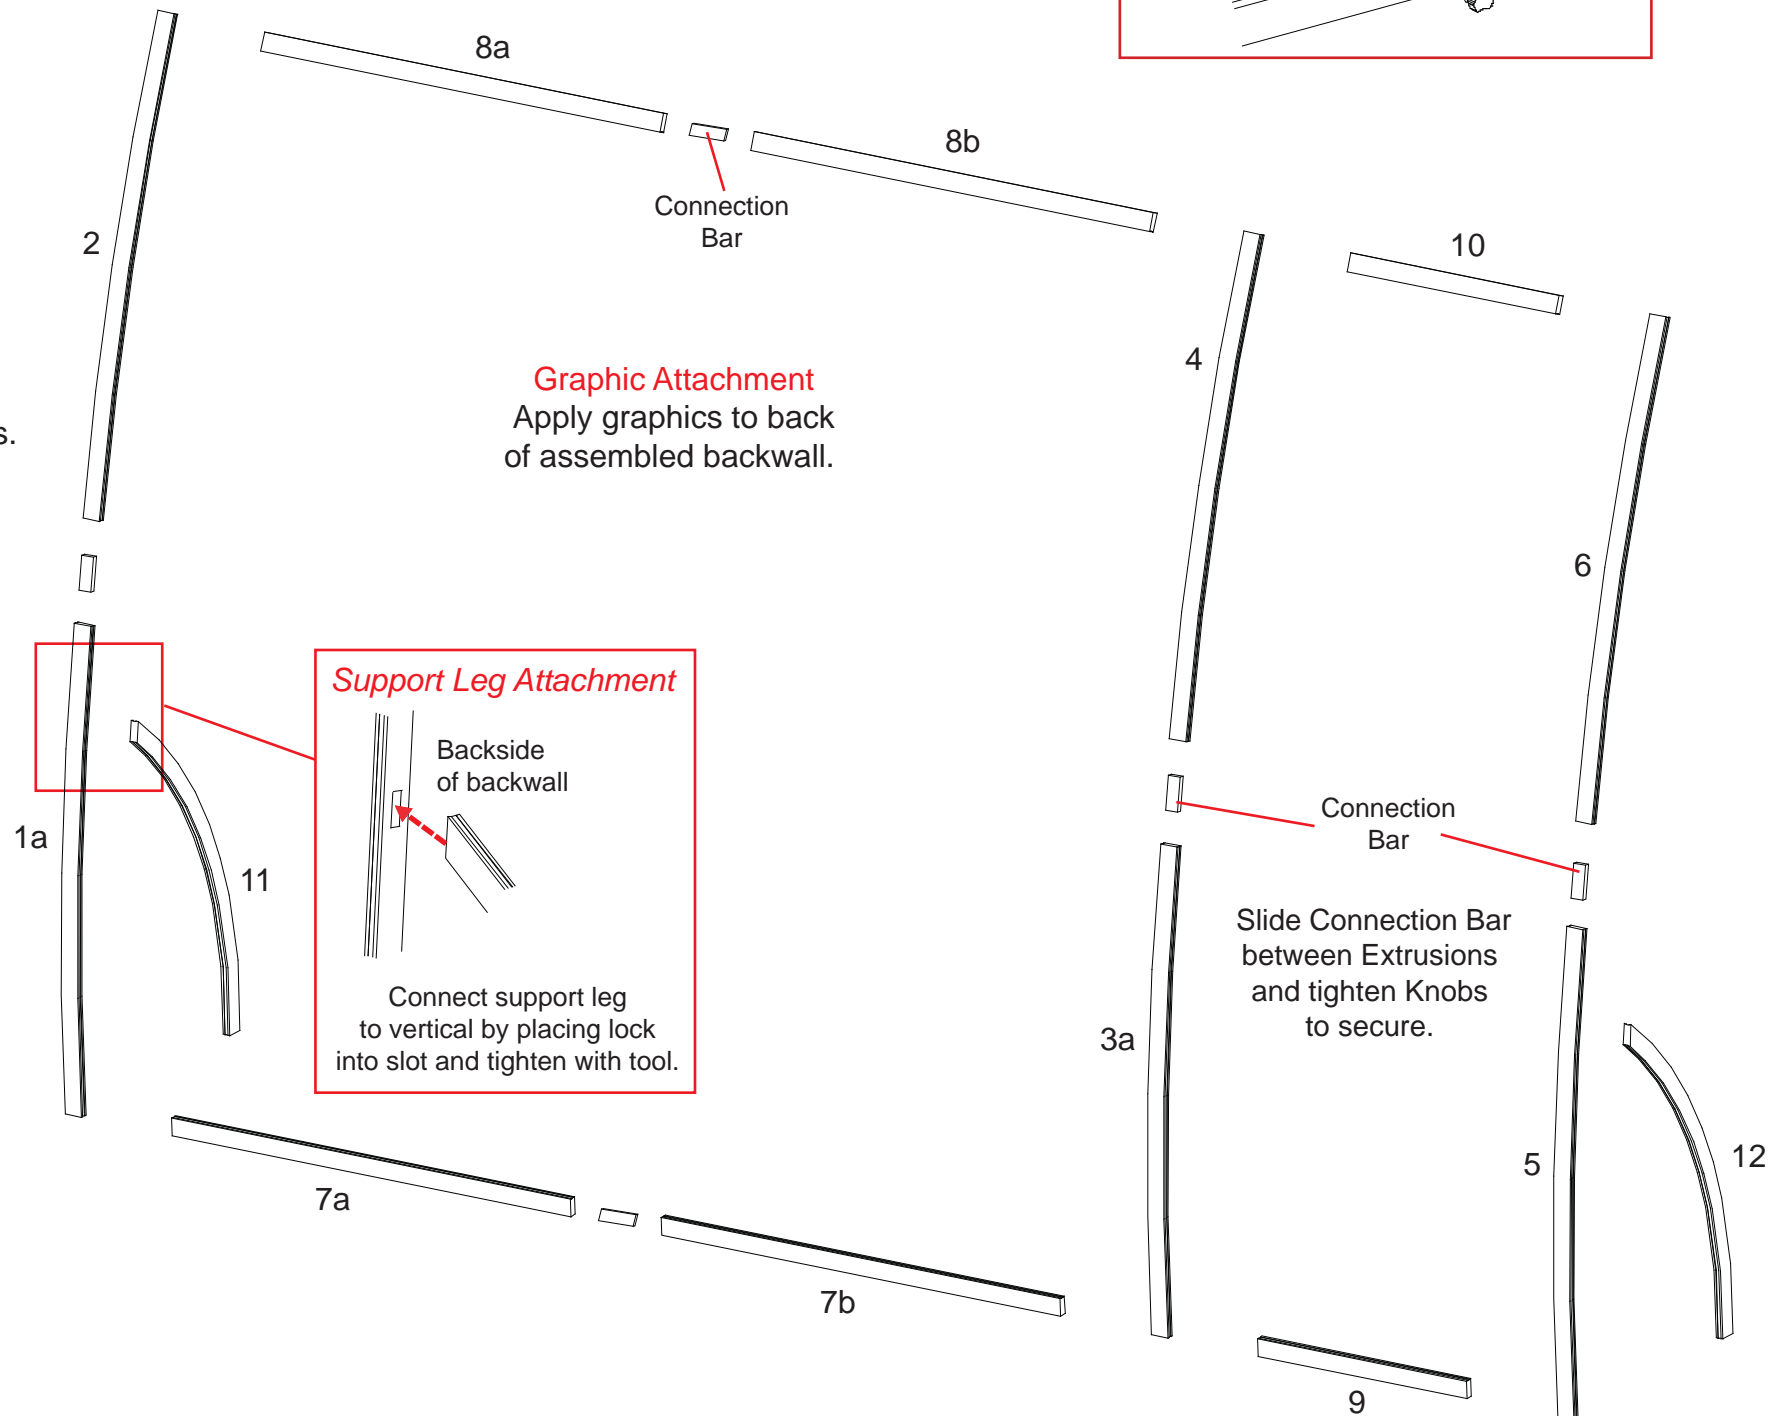 8a
8b
Connection
Bar
2
10
4
Graphic Attachment
Apply graphics to back
of assembled backwall.
s.
6
Support Leg Attachment
Backside
of backwall
Connect support leg
to vertical by placing lock
into slot and tighten with tool.
1a
11
Connection
Bar
Slide Connection Bar
between Extrusions
and tighten Knobs
to secure.
3a
5
12
7a
7b
9